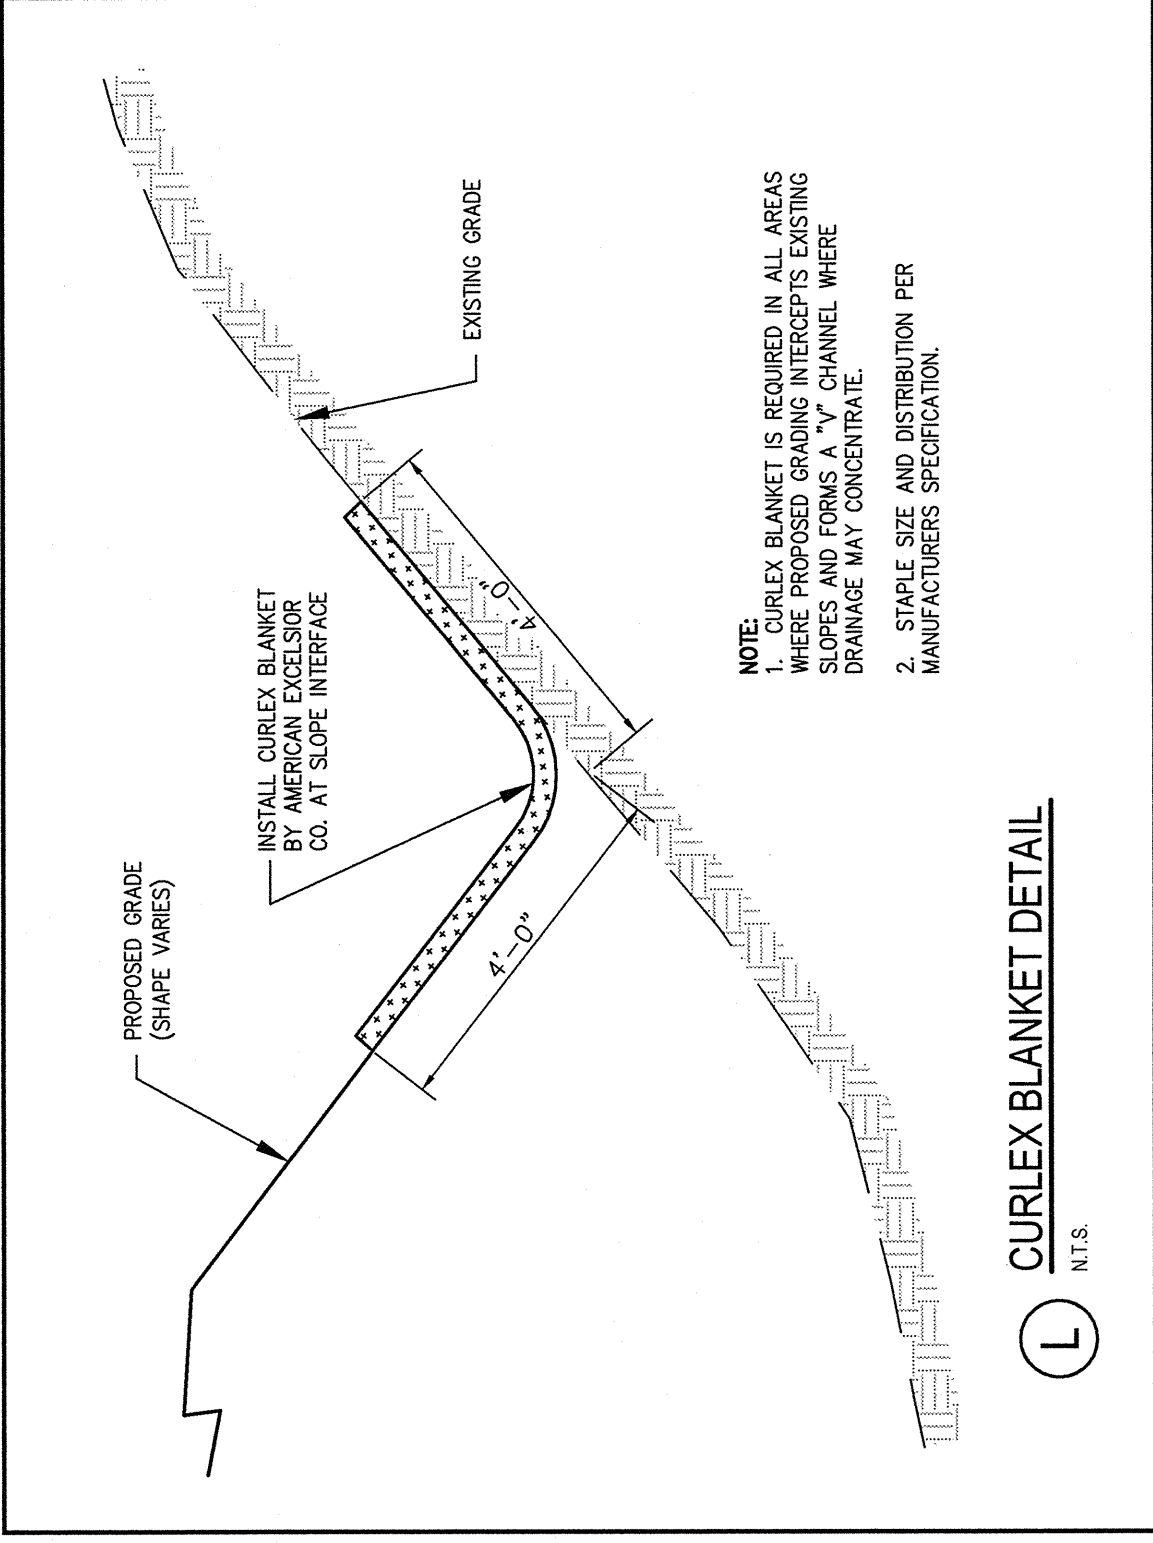 PROPOSED GRADE
(SHAPE VARIES)
INSTALL CURLEX BLANKET
BY AMERICAN EXCELSIOR
CO. AT SLOPE INTERFACE
EXISTING GRADE
4'-0"
4'-0"
NOTE:
1. CURLEX BLANKET IS REQUIRED IN ALL AREAS
WHERE PROPOSED GRADING INTERCEPTS EXISTING
SLOPES AND FORMS A "V" CHANNEL WHERE
DRAINAGE MAY CONCENTRATE.
2. STAPLE SIZE AND DISTRIBUTION PER
MANUFACTURERS SPECIFICATION.
L
CURLEX BLANKET DETAIL
N.T.S.